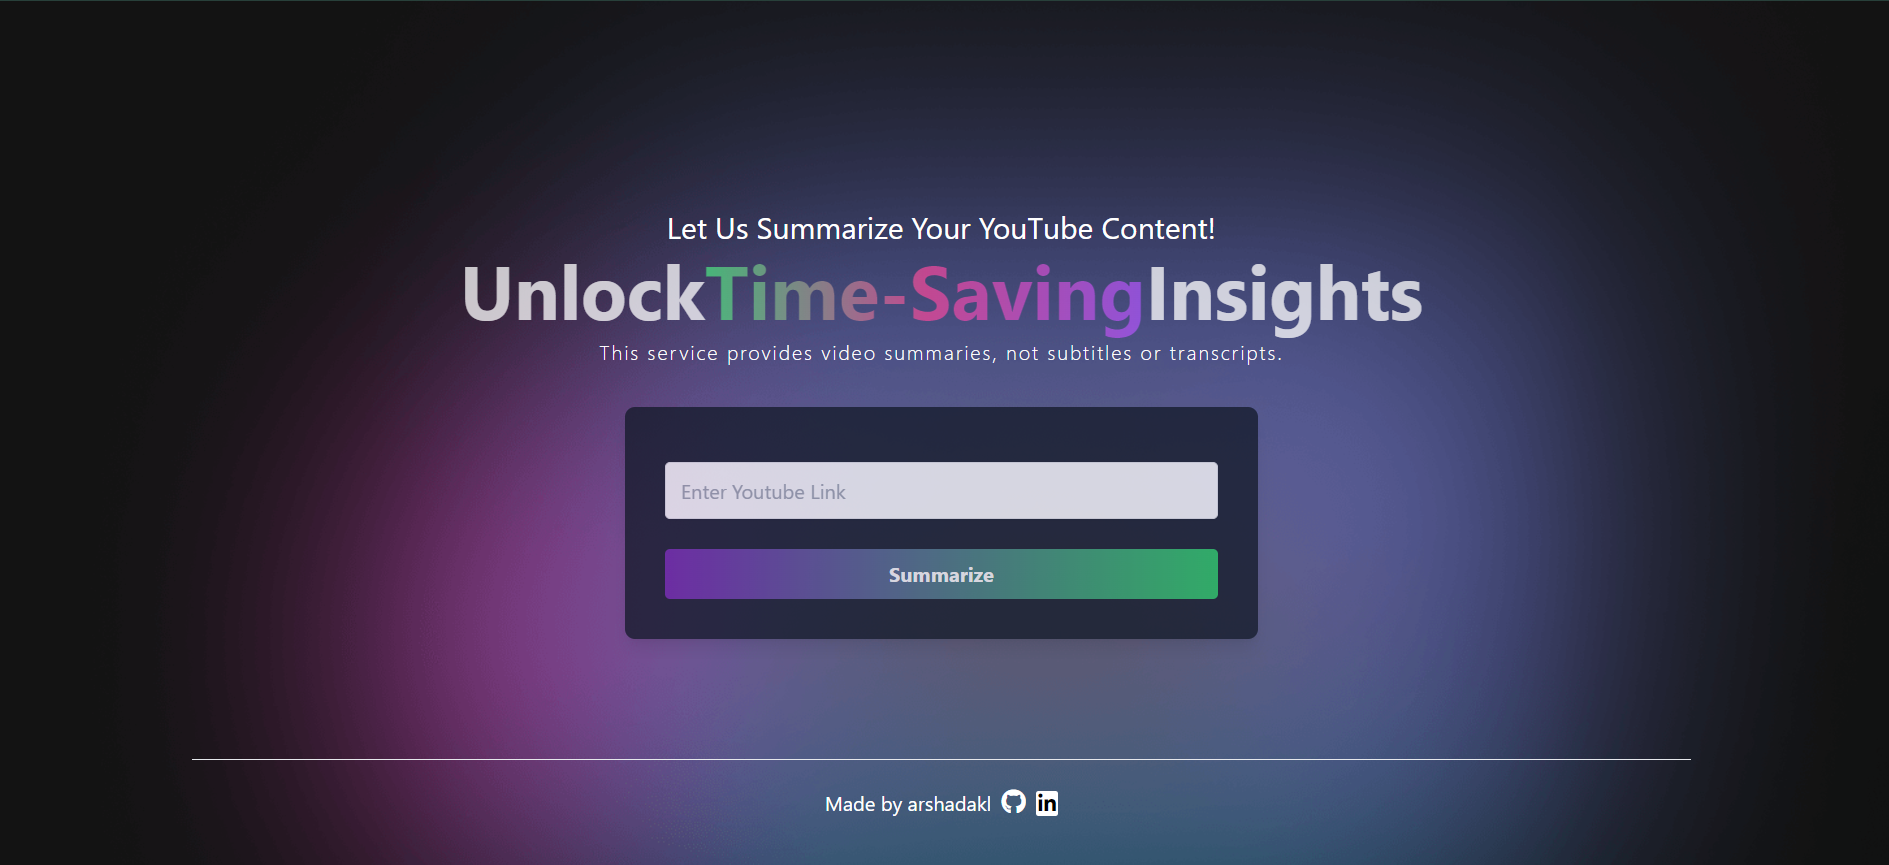 Let Us Summarize Your YouTube Content!
UnlockTime-SavingInsights
This service provides video summaries, not subtitles or transcripts.
Enter Youtube Link
Summarize
Made by arshadakl in